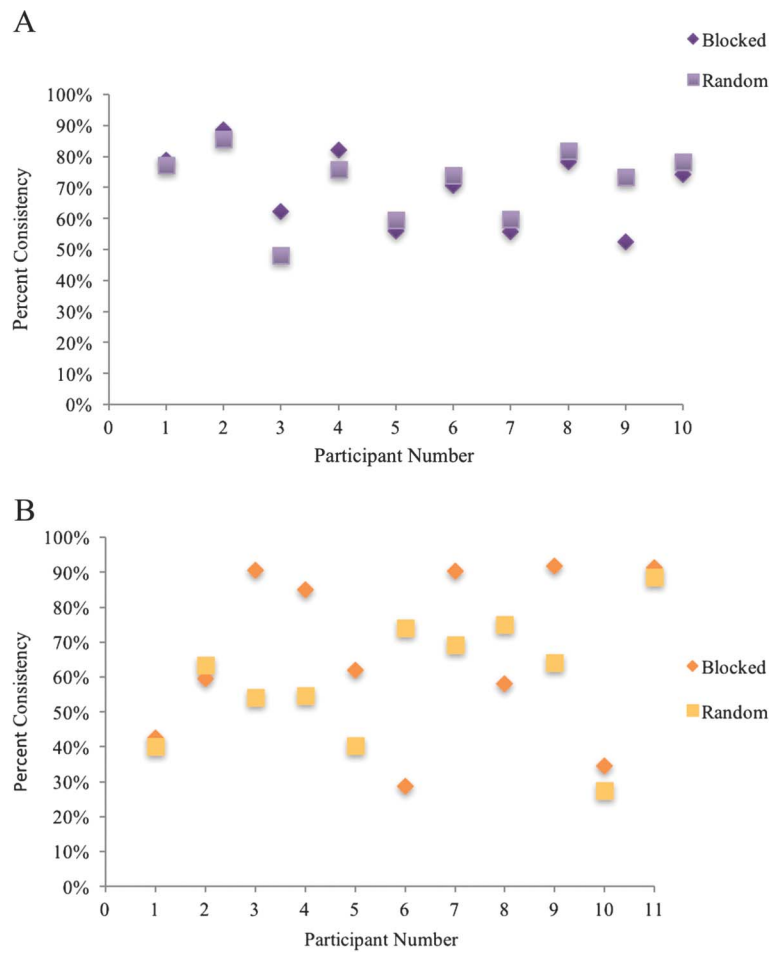 A
Blocked
Random
100%
90%
80%
70%
60%
50%
40%
30%
20%
10%
0%
Percent Consistency
0 1 2 3 4 5 6 7 8 9 10
Participant Number
B
100%
90%
80%
70%
60%
50%
40%
30%
20%
10%
0%
Percent Consistency
Blocked
Random
0 1 2 3 4 5 6 7 8 9 10 11
Participant Number